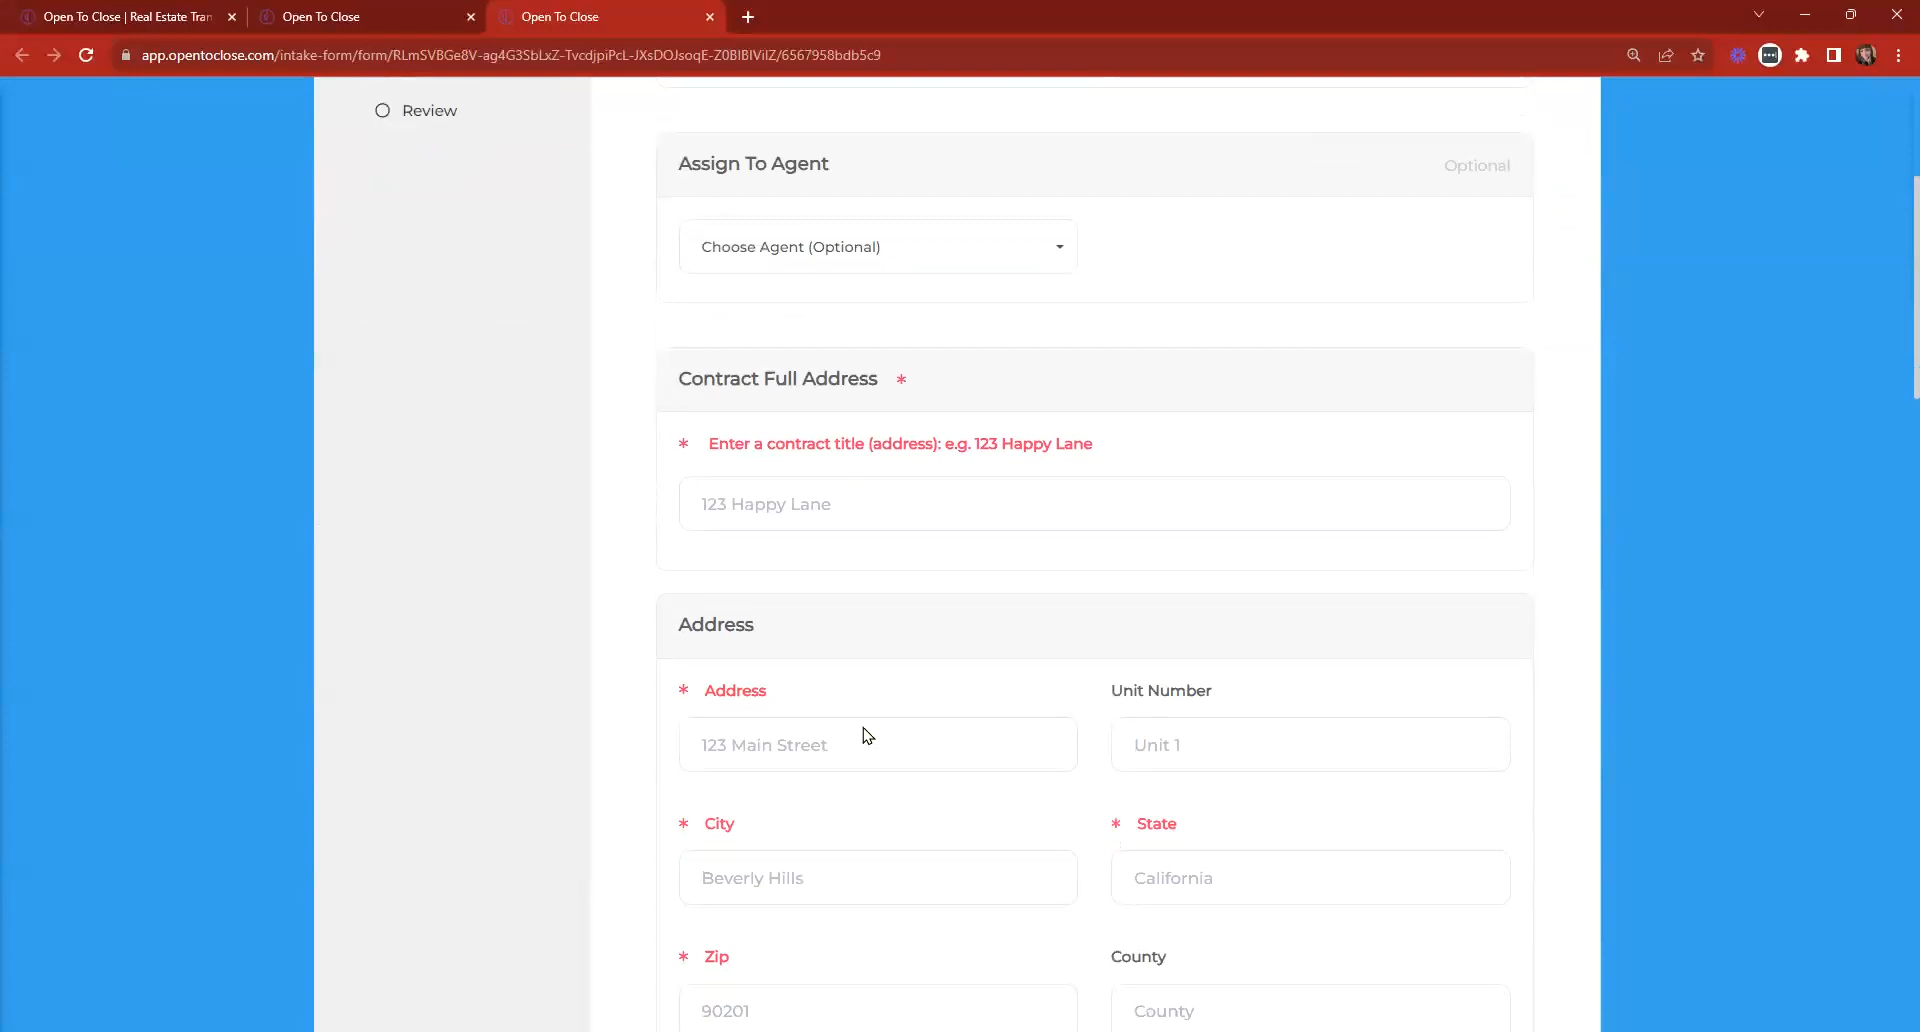 Open To Close | Real Estate Tran
Open To Close
Open To Close
app.opentoclose.com/intake-form/form/RLmSVBGe8V-ag4G3SbLxZ-TvcdjpiPcL-JXsDOJsoqE-Z0BIBIViIZ/6567958bdb5c9
Review
Assign To Agent
Optional
Choose Agent (Optional)
Contract Full Address *
* Enter a contract title (address): e.g. 123 Happy Lane
123 Happy Lane
Address
* Address
Unit Number
123 Main Street
Unit 1
* City
* State
Beverly Hills
California
* Zip
County
90201
County